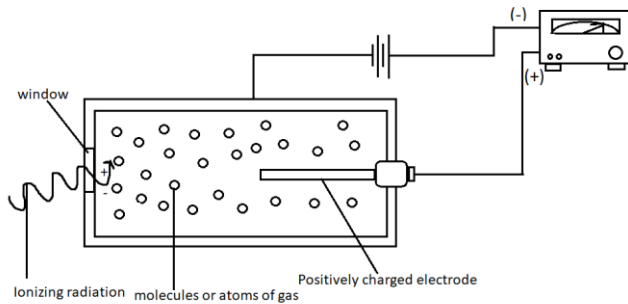 (-)
(+)
window
+
-
Positively charged electrode
Ionizing radiation
molecules or atoms of gas